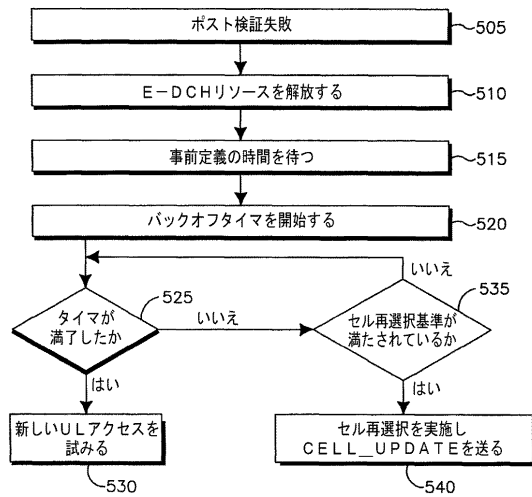 ポスト検証失敗
505
E－DCHリソースを解放する
510
事前定義の時間を待つ
515
バックオフタイマを開始する
520
いいえ
525
535
タイマが
満了したか
いいえ
セル再選択基準が
満たされているか
はい
はい
新しいULアクセスを
試みる
セル再選択を実施し
CELL＿UPDATEを送る
530
540